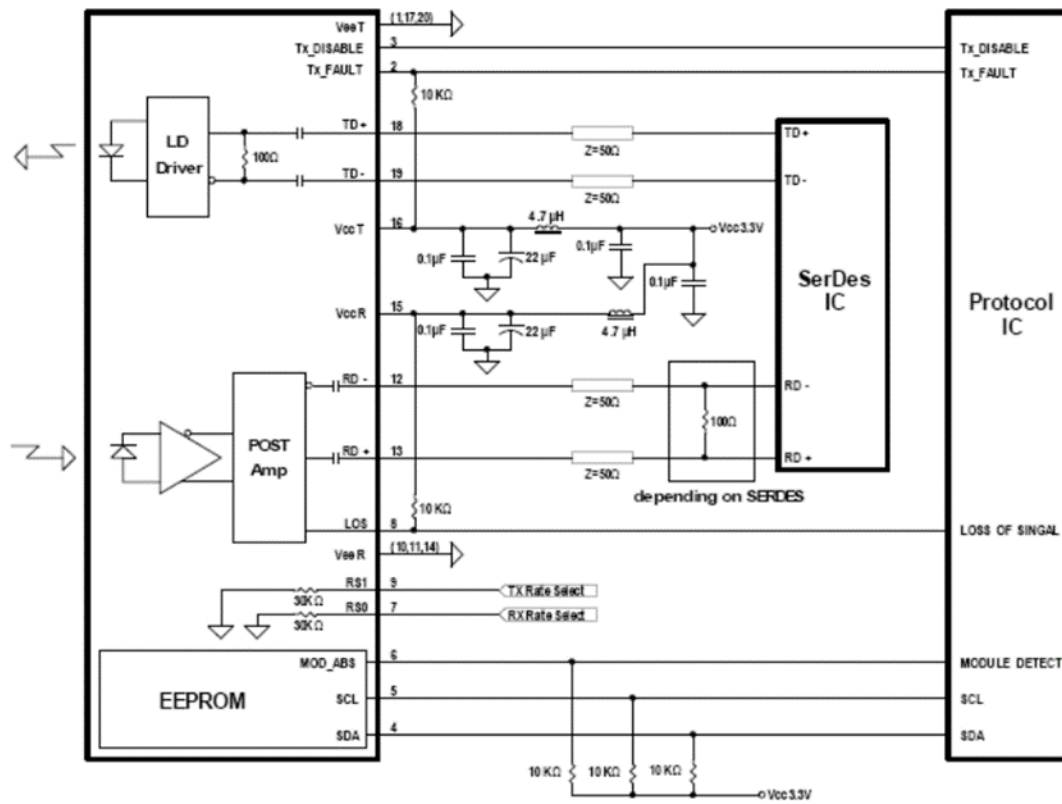 VeeT (1,17,20)
Tx_DISABLE 3 Tx_DISABLE
Tx_FAULT 2 Tx_FAULT
10 KΩ
LD
Driver
100Ω
TD+ 18 Z=50Ω TD+
TD- 19 Z=50Ω TD-
VccT 16 4.7 µH Vcc3.3V
0.1µF 22 µF 0.1µF 0.1µF
VccR 15 4.7 µH
0.1µF 22 µF
SerDes
IC
Protocol
IC
RD - 12 Z=50Ω RD -
100Ω
POST
Amp
RD + 13 Z=50Ω RD +
depending on SERDES
10 KΩ
LOS 8 LOSS OF SINGAL
VeeR (10,11,14)
RS1 9 TX Rate Select
30KΩ
RS0 7 RX Rate Select
30KΩ
MOD_ABS 6 MODULE DETECT
EEPROM
SCL 5 SCL
SDA 4 SDA
10 KΩ 10 KΩ 10 KΩ
Vcc3.3V